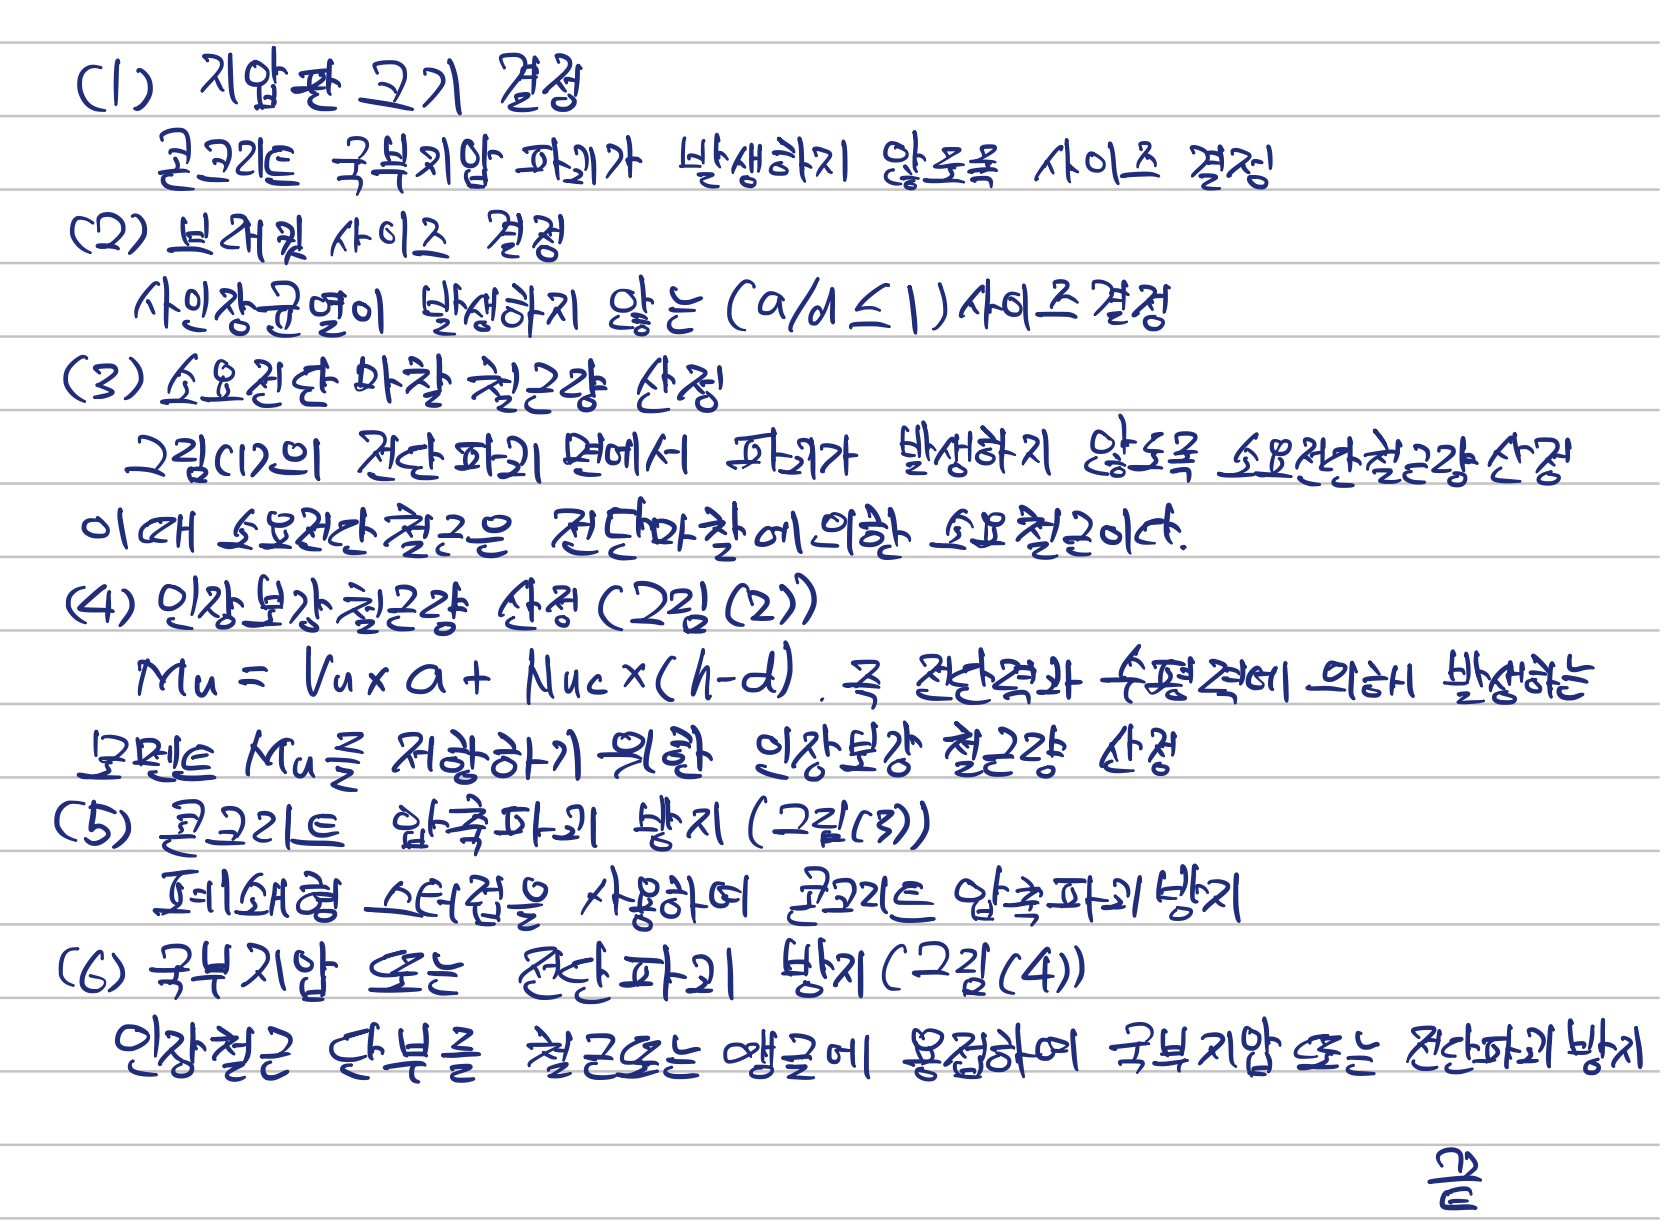 (1) 지압판 크기 결정
콘크리트 국부지압 파괴가 발생하지 않도록 사이즈 결정
(2) 브래킷 사이즈 결정
사인장균열이 발생하지 않는 (a/d ≤ 1) 사이즈결정
(3) 소요전단 마찰 철근량 산정
그림(1)의 전단 파괴 면에서 파괴가 발생하지 않도록 소요전단철근량 산정
이때 소요전단철근은 전단마찰에 의한 소요철근이다.
(4) 인장보강철근량 산정 (그림 (2))
Mu = Vu × a + Nuc × (h-d). 즉 전단력과 수평력에 의해 발생하는
모멘트 Mu를 저항하기 위한 인장보강 철근량 산정
(5) 콘크리트 압축파괴 방지 (그림(3))
폐쇄형 스터럽을 사용하여 콘크리트 압축파괴 방지
(6) 국부지압 또는 전단파괴 방지 (그림 (4))
인장철근 단부를 철근또는 앵글에 용접하여 국부지압 또는 전단파괴 방지
끝